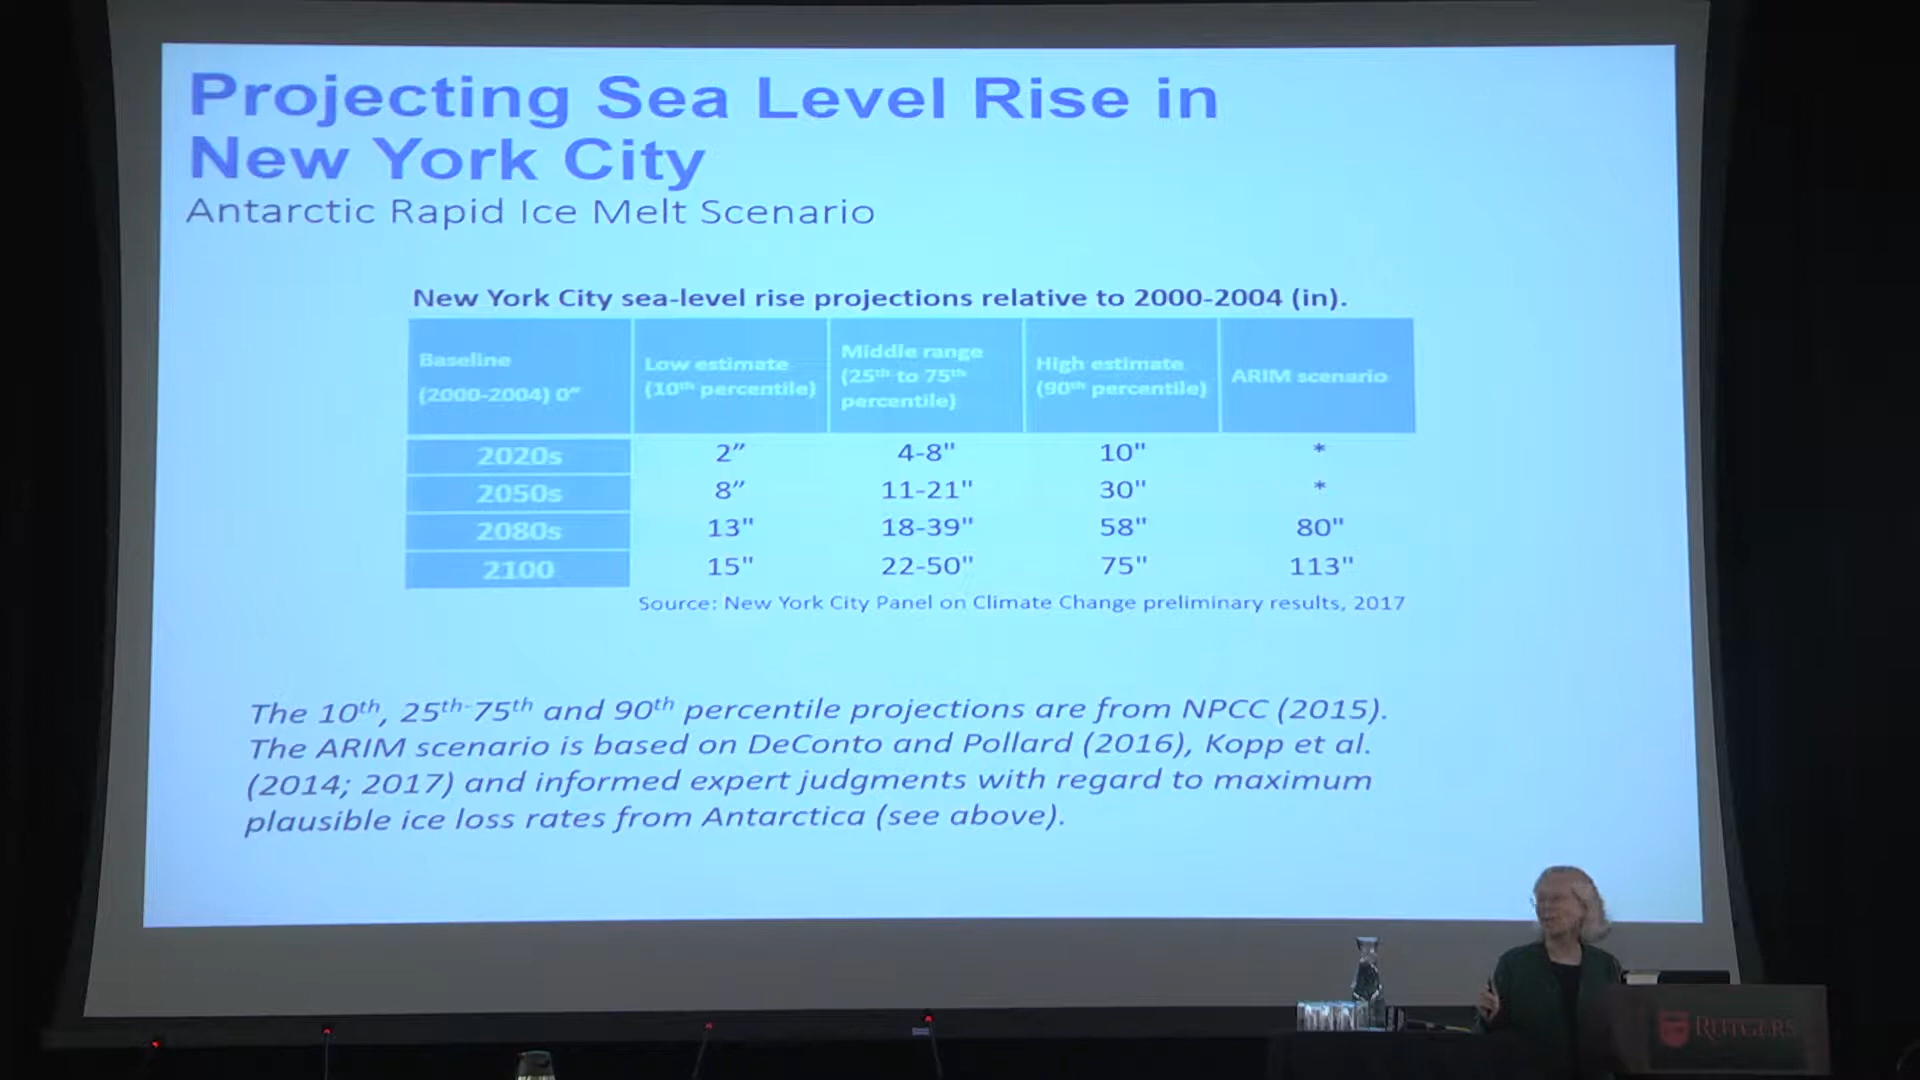 Projecting Sea Level Rise in
New York City
Antarctic Rapid Ice Melt Scenario
New York City sea-level rise projections relative to 2000-2004 (in).
Baseline
(2000-2004) 0”
Low estimate
(10th percentile)
Middle range
(25th to 75th
percentile)
High estimate
(90th percentile)
ARIM scenario
2020s 2” 4-8" 10" *
2050s 8” 11-21" 30" *
2080s 13" 18-39" 58" 80"
2100 15" 22-50" 75" 113"
Source: New York City Panel on Climate Change preliminary results, 2017
The 10th, 25th-75th and 90th percentile projections are from NPCC (2015).
The ARIM scenario is based on DeConto and Pollard (2016), Kopp et al.
(2014; 2017) and informed expert judgments with regard to maximum
plausible ice loss rates from Antarctica (see above).
RUTGERS